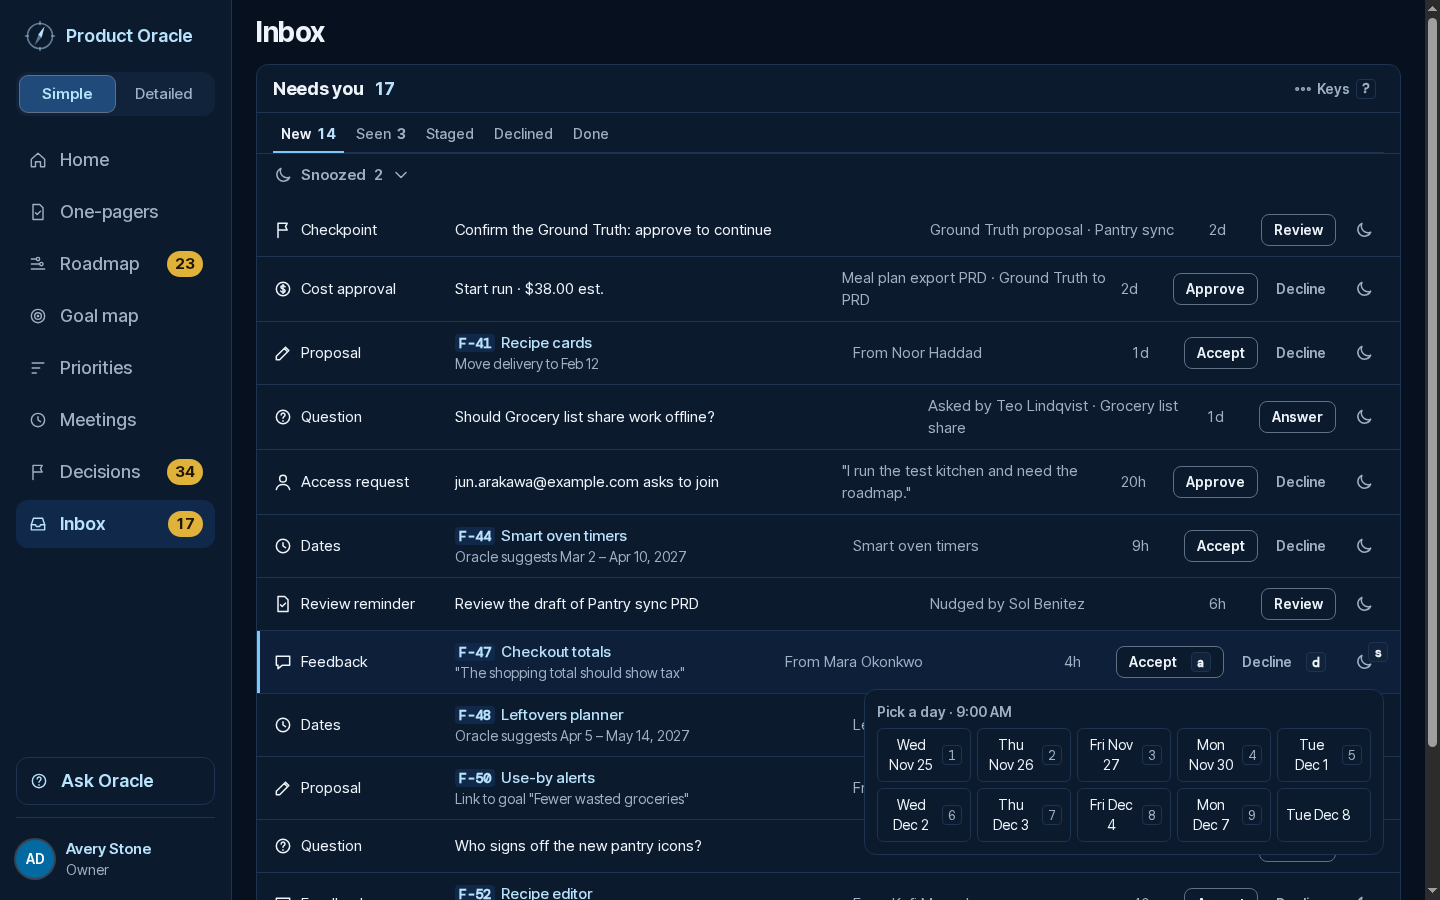 Product Oracle
Simple
Detailed
Home
One-pagers
Roadmap 23
Goal map
Priorities
Meetings
Decisions 34
Inbox 17
Ask Oracle
AD
Avery Stone
Owner
Inbox
Needs you 17
Keys ?
New 14 Seen 3 Staged Declined Done
Snoozed 2
Checkpoint Confirm the Ground Truth: approve to continue Ground Truth proposal · Pantry sync 2d Review
Cost approval Start run · $38.00 est. Meal plan export PRD · Ground Truth to
PRD 2d Approve Decline
Proposal F-41 Recipe cards
Move delivery to Feb 12
From Noor Haddad 1d Accept Decline
Question Should Grocery list share work offline? Asked by Teo Lindqvist · Grocery list
share 1d Answer
Access request jun.arakawa@example.com asks to join "I run the test kitchen and need the
roadmap." 20h Approve Decline
Dates F-44 Smart oven timers
Oracle suggests Mar 2 – Apr 10, 2027
Smart oven timers 9h Accept Decline
Review reminder Review the draft of Pantry sync PRD Nudged by Sol Benitez 6h Review
Feedback F-47 Checkout totals
"The shopping total should show tax"
From Mara Okonkwo 4h Accept a Decline d s
Dates F-48 Leftovers planner
Oracle suggests Apr 5 – May 14, 2027
Proposal F-50 Use-by alerts
Link to goal "Fewer wasted groceries"
Question Who signs off the new pantry icons?
F-52 Recipe editor
Pick a day · 9:00 AM
Wed
Nov 25 1
Thu
Nov 26 2
Fri Nov
27 3
Mon
Nov 30 4
Tue
Dec 1 5
Wed
Dec 2 6
Thu
Dec 3 7
Fri Dec
4 8
Mon
Dec 7 9
Tue Dec 8